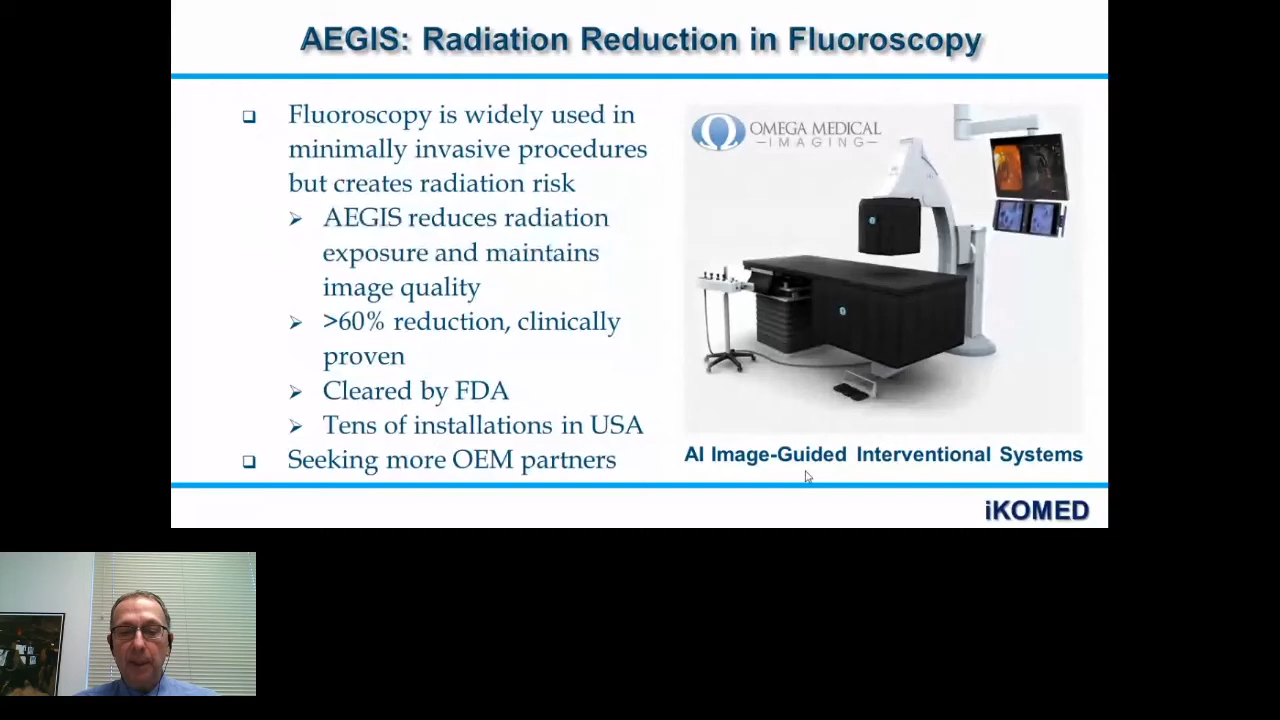 AEGIS: Radiation Reduction in Fluoroscopy
Fluoroscopy is widely used in
minimally invasive procedures
but creates radiation risk
AEGIS reduces radiation
exposure and maintains
image quality
>60% reduction, clinically
proven
Cleared by FDA
Tens of installations in USA
Seeking more OEM partners
OMEGA MEDICAL
IMAGING
AI Image-Guided Interventional Systems
iKOMED